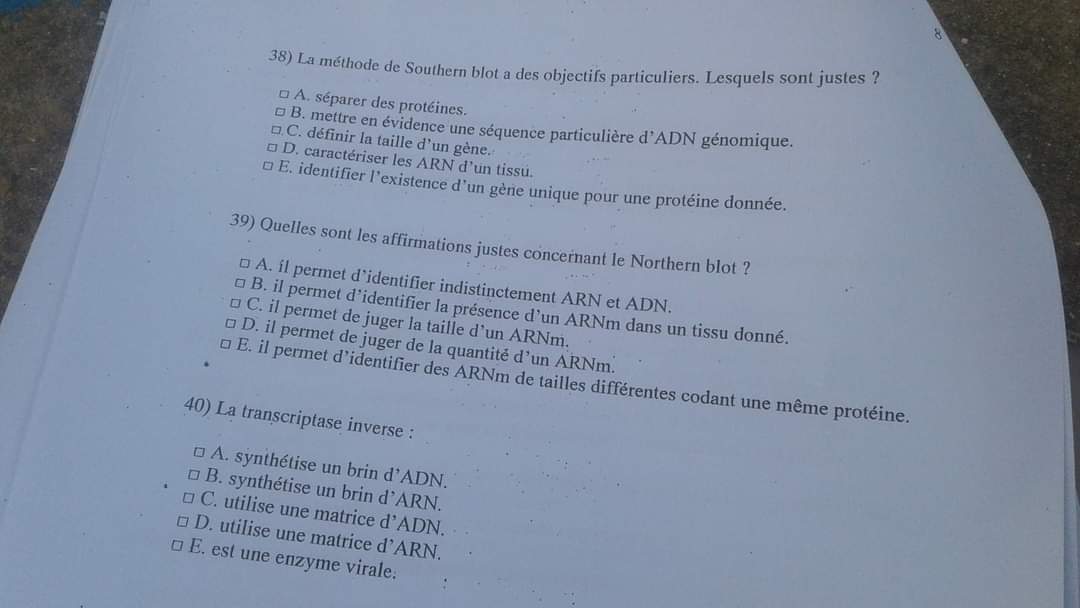 8
38) La méthode de Southern blot a des objectifs particuliers. Lesquels sont justes ?
□ A. séparer des protéines.
□ B. mettre en évidence une séquence particulière d'ADN génomique.
□ C. définir la taille d'un gène.
□ D. caractériser les ARN d'un tissu.
□ E. identifier l'existence d'un gène unique pour une protéine donnée.
39) Quelles sont les affirmations justes concernant le Northern blot ?
□ A. il permet d'identifier indistinctement ARN et ADN.
□ B. il permet d'identifier la présence d'un ARNm dans un tissu donné.
□ C. il permet de juger la taille d'un ARNm.
□ D. il permet de juger de la quantité d'un ARNm.
□ E. il permet d'identifier des ARNm de tailles différentes codant une même protéine.
40) La transcriptase inverse :
□ A. synthétise un brin d'ADN.
□ B. synthétise un brin d'ARN.
□ C. utilise une matrice d'ADN.
□ D. utilise une matrice d'ARN.
□ E. est une enzyme virale.